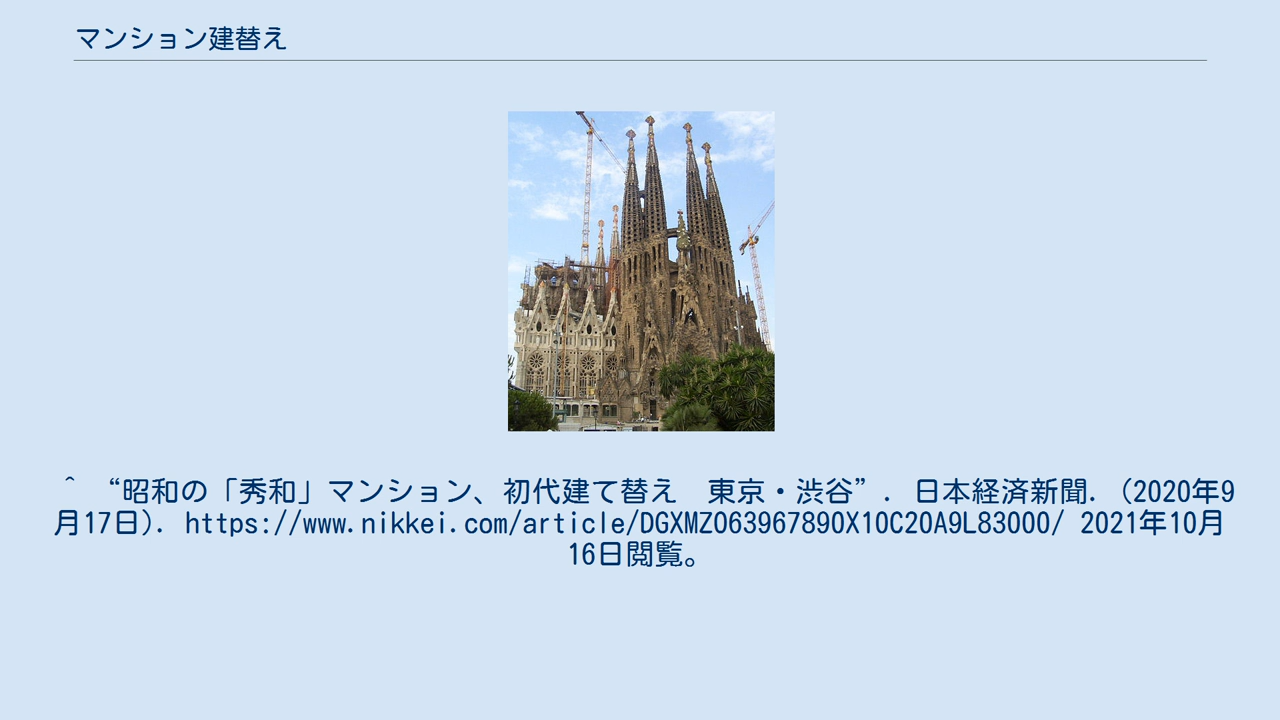 マンション建替え
^ “昭和の「秀和」マンション、初代建て替え　東京・渋谷”. 日本経済新聞. (2020年9
月17日). https://www.nikkei.com/article/DGXMZO63967890X10C20A9L83000/ 2021年10月
16日閲覧。